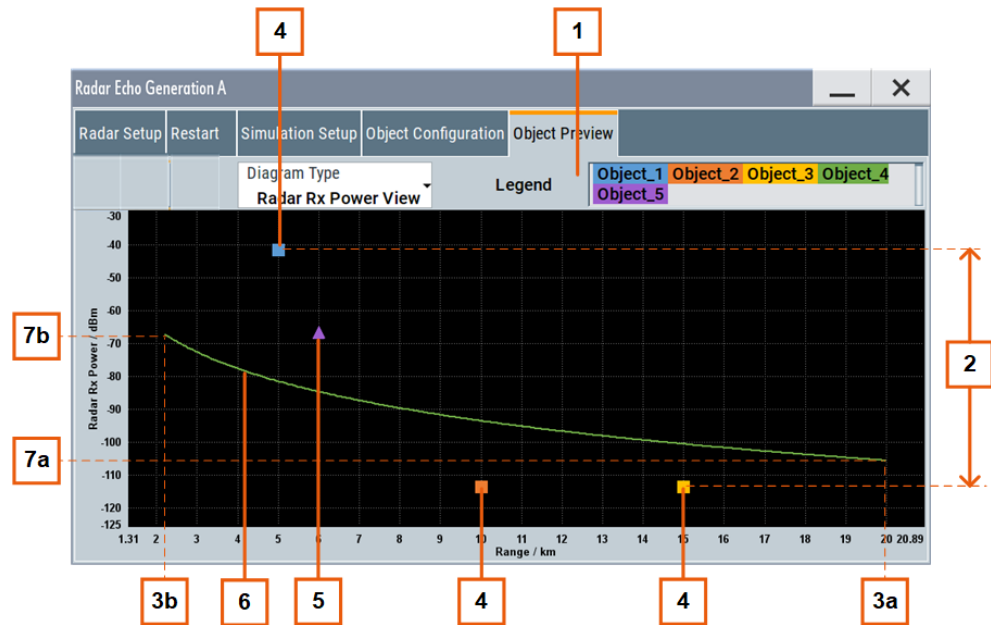 4
1
Radar Echo Generation A
Radar Setup Restart Simulation Setup Object Configuration Object Preview
Diagram Type
Radar Rx Power View
Legend
Object_1 Object_2 Object_3 Object_4
Object_5
-30
-40
-50
-60
7b
-80
-90
-100
7a
-110
-120
-125
Radar Rx Power / dBm
2
1.31 2 3 4 5 6 7 8 9 10 11 12 13 14 15 16 17 18 19 20 20.89
Range / km
3b 6 5 4 4 3a